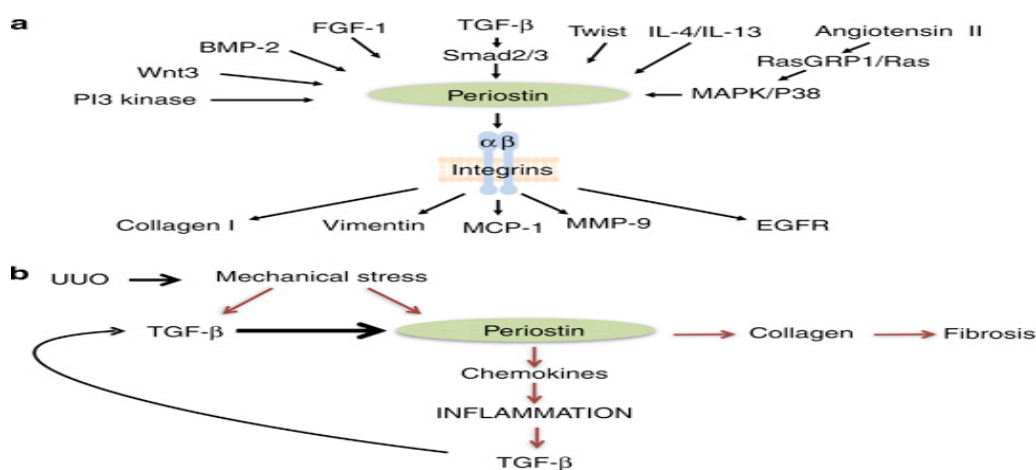 a
FGF-1
TGF-β
Twist
IL-4/IL-13
Angiotensin II
BMP-2
Smad2/3
RasGRP1/Ras
Wnt3
PI3 kinase
Periostin
MAPK/P38
αβ
Integrins
Collagen I
Vimentin
MCP-1
MMP-9
EGFR
b
UUO
Mechanical stress
TGF-β
Periostin
Collagen
Fibrosis
Chemokines
INFLAMMATION
TGF-β